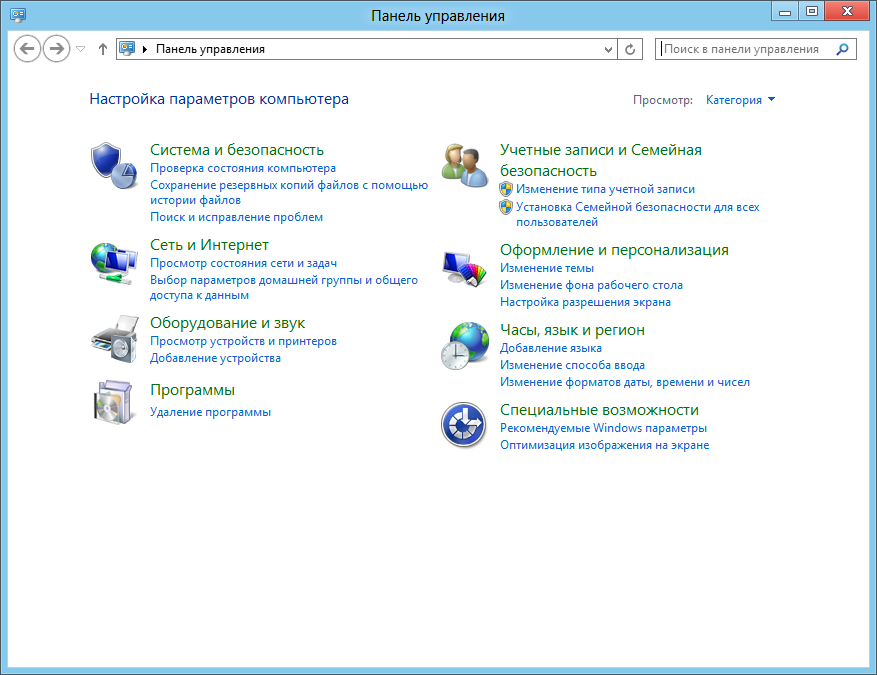 Панель управления
Панель управления
Поиск в панели управления
Настройка параметров компьютера
Просмотр: Категория
Система и безопасность
Проверка состояния компьютера
Сохранение резервных копий файлов с помощью
истории файлов
Поиск и исправление проблем
Сеть и Интернет
Просмотр состояния сети и задач
Выбор параметров домашней группы и общего
доступа к данным
Оборудование и звук
Просмотр устройств и принтеров
Добавление устройства
Программы
Удаление программы
Учетные записи и Семейная
безопасность
Изменение типа учетной записи
Установка Семейной безопасности для всех
пользователей
Оформление и персонализация
Изменение темы
Изменение фона рабочего стола
Настройка разрешения экрана
Часы, язык и регион
Добавление языка
Изменение способа ввода
Изменение форматов даты, времени и чисел
Специальные возможности
Рекомендуемые Windows параметры
Оптимизация изображения на экране